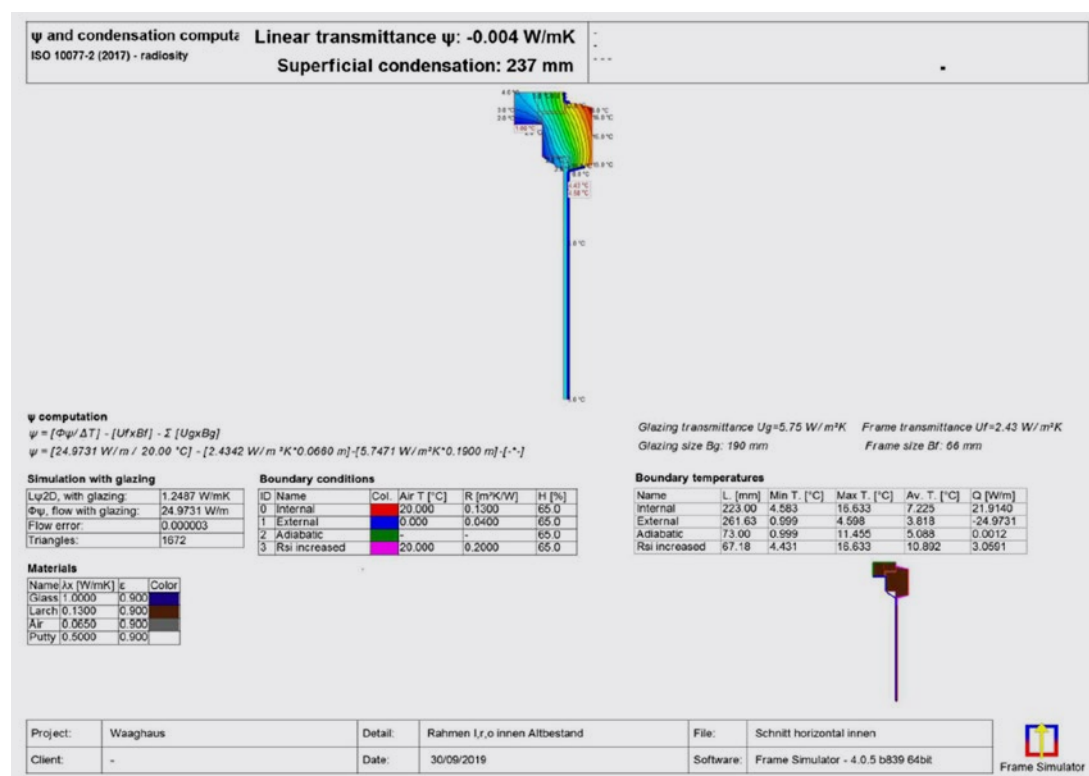 ψ and condensation computa Linear transmittance ψ: -0.004 W/mK
ISO 10077-2 (2017) - radiosity
Superficial condensation: 237 mm
ψ computation
ψ = [Φψ/ΔT] - [UfxBf] - Σ [UgxBg]
ψ = [24.9731 W/m / 20.00 °C] - [2.4342 W/m²K*0.0660 m]-[5.7471 W/m²K*0.1900 m]-[-*-]
Glazing transmittance Ug=5.75 W/m²K Frame transmittance Uf=2.43 W/m²K
Glazing size Bg: 190 mm Frame size Bf: 66 mm
Simulation with glazing
Lψ2D, with glazing: 1.2487 W/mK
Φψ, flow with glazing: 24.9731 W/m
Flow error: 0.000003
Triangles: 1672
Boundary conditions
ID Name Col. Air T [°C] R [m²K/W] H [%]
0 Internal 20.000 0.1300 65.0
1 External 0.000 0.0400 65.0
2 Adiabatic - - 65.0
3 Rsi increased 20.000 0.2000 65.0
Boundary temperatures
Name L. [mm] Min T. [°C] Max T. [°C] Av. T. [°C] Q [W/m]
Internal 223.00 4.583 16.633 7.225 21.9140
External 261.63 0.999 4.598 3.818 -24.9731
Adiabatic 73.00 0.999 11.455 5.088 0.0012
Rsi increased 67.18 4.431 16.633 10.892 3.0591
Materials
Name λx [W/mK] ε Color
Glass 1.0000 0.900
Larch 0.1300 0.900
Air 0.0650 0.900
Putty 0.5000 0.900
Project: Waaghaus Detail: Rahmen l,r,o innen Altbestand File: Schnitt horizontal innen
Client: - Date: 30/09/2019 Software: Frame Simulator - 4.0.5 b839 64bit
Frame Simulator